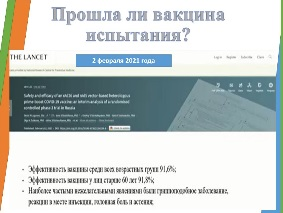 Прошла ли вакцина
испытания?
THE LANCET
2 февраля 2021 года
Safety and efficacy of an rAd26 and rAd5 vector-based heterologous
prime-boost COVID-19 vaccine: an interim analysis of a randomised
controlled phase 3 trial in Russia
- Эффективность вакцины среди всех возрастных групп 91,6%;
- Эффективность вакцины у лиц старше 60 лет 91,8%;
- Наиболее частыми нежелательными явлениями были гриппоподобное заболевание,
реакции в месте инъекции, головная боль и астения;